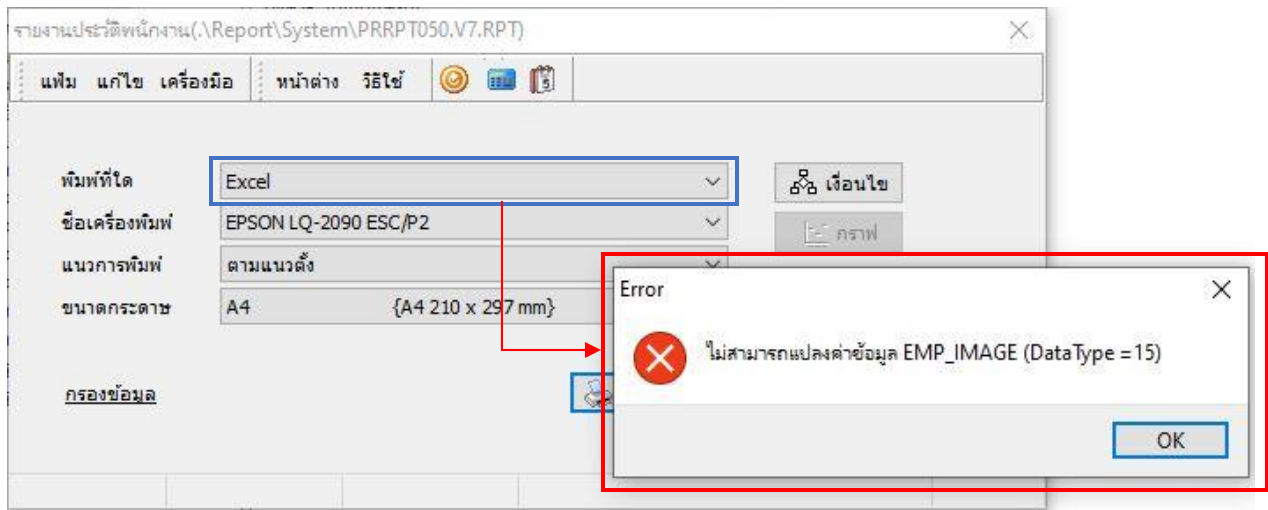 รายงานประวัติพนักงาน(.\Report\System\PRRPT050.V7.RPT)
แฟ้ม แก้ไข เครื่องมือ หน้าต่าง วิธีใช้ 5
พิมพ์ที่ใด Excel เงื่อนไข
ชื่อเครื่องพิมพ์ EPSON LQ-2090 ESC/P2 กราฟ
แนวการพิมพ์ ตามแนวตั้ง
ขนาดกระดาษ A4 {A4 210 x 297 mm}
กรองข้อมูล
Error
ไม่สามารถแปลงค่าข้อมูล EMP_IMAGE (DataType =15)
OK